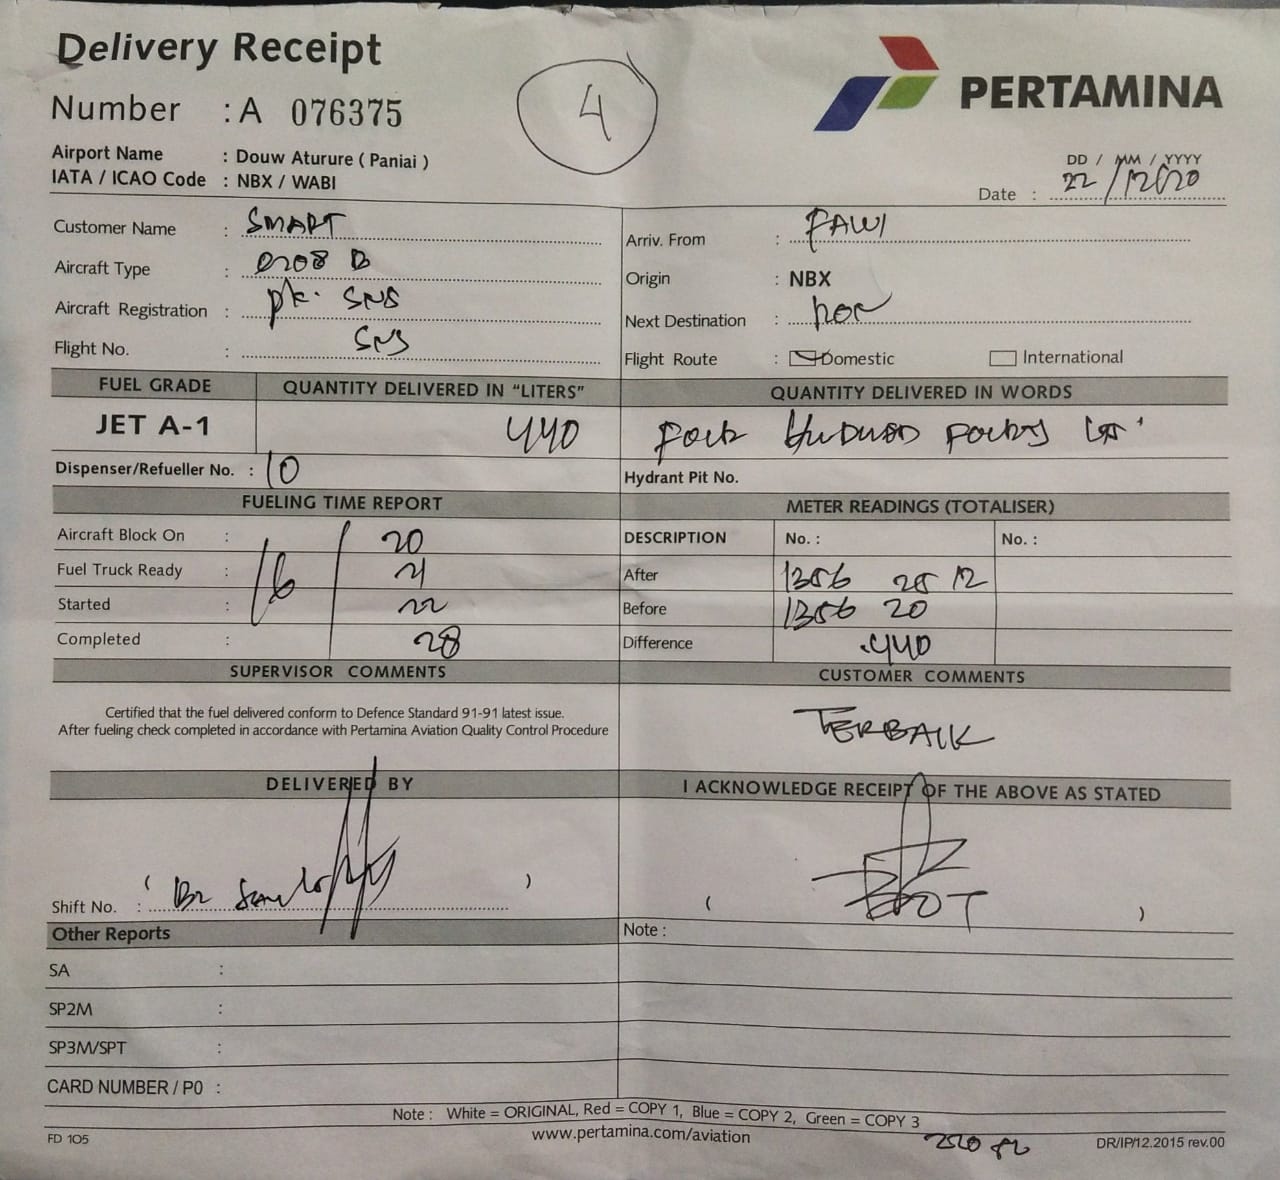 Delivery Receipt
4
PERTAMINA
Number : A 076375
Airport Name : Douw Aturure ( Paniai )
IATA / ICAO Code : NBX / WABI
DD / MM / YYYY
Date : 22/12/20
Customer Name : SMART
Arriv. From : FAWI
Aircraft Type : C208 B
Origin : NBX
Aircraft Registration : PK. SNS
Next Destination :
Flight No. : SNS
Flight Route : Domestic International
FUEL GRADE QUANTITY DELIVERED IN “LITERS” QUANTITY DELIVERED IN WORDS
JET A-1 440
Dispenser/Refueller No. : 10
Hydrant Pit No.
FUELING TIME REPORT METER READINGS (TOTALISER)
Aircraft Block On : 20
DESCRIPTION No. : No. :
Fuel Truck Ready : 16 / 21
After 1356 25 12
Started : 22
Before 1356 20
Completed : 28
Difference .440
SUPERVISOR COMMENTS CUSTOMER COMMENTS
Certified that the fuel delivered conform to Defence Standard 91-91 latest issue.
After fueling check completed in accordance with Pertamina Aviation Quality Control Procedure
TERBAIK
DELIVERED BY I ACKNOWLEDGE RECEIPT OF THE ABOVE AS STATED
Shift No. : ( )
( )
Other Reports Note :
SA :
SP2M :
SP3M/SPT :
CARD NUMBER / P0 :
Note : White = ORIGINAL, Red = COPY 1, Blue = COPY 2, Green = COPY 3
FD 105 www.pertamina.com/aviation DR/IP/12.2015 rev.00